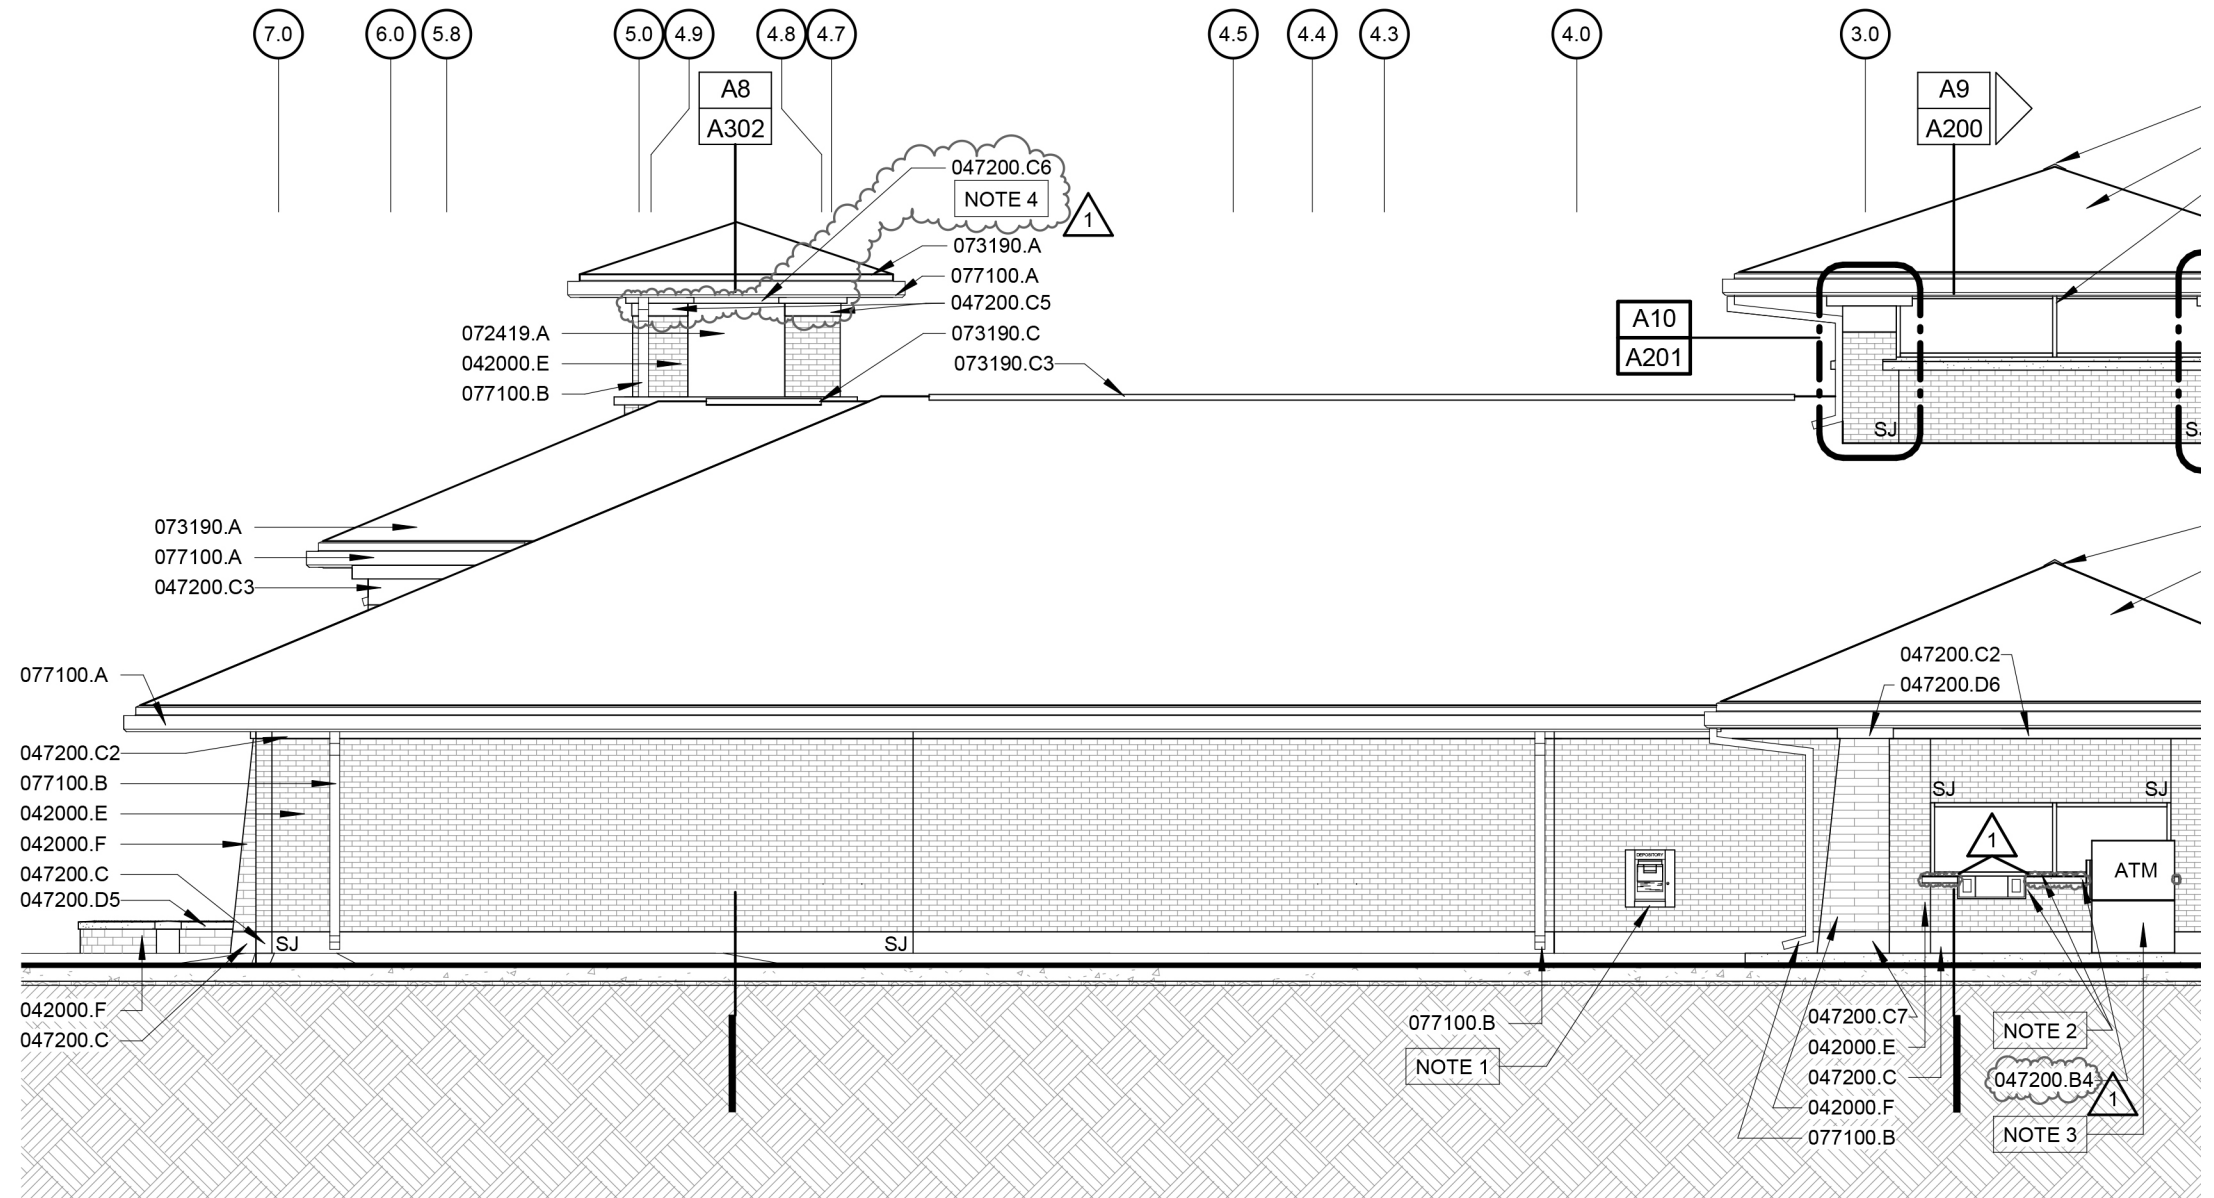 7.0 6.0 5.8 5.0 4.9 4.8 4.7 4.5 4.4 4.3 4.0 3.0
A8
A302
A9
A200
047200.C6
NOTE 4
1
073190.A
077100.A
047200.C5
072419.A
073190.C
042000.E
073190.C3
077100.B
A10
A201
SJ
S
073190.A
077100.A
047200.C3
077100.A
047200.C2
047200.D6
047200.C2
077100.B
042000.E
042000.F
047200.C
047200.D5
SJ
SJ
SJ
SJ
1
ATM
DEPOSITORY
042000.F
047200.C
077100.B
NOTE 1
047200.C7
042000.E
047200.C
042000.F
077100.B
NOTE 2
047200.B4
1
NOTE 3